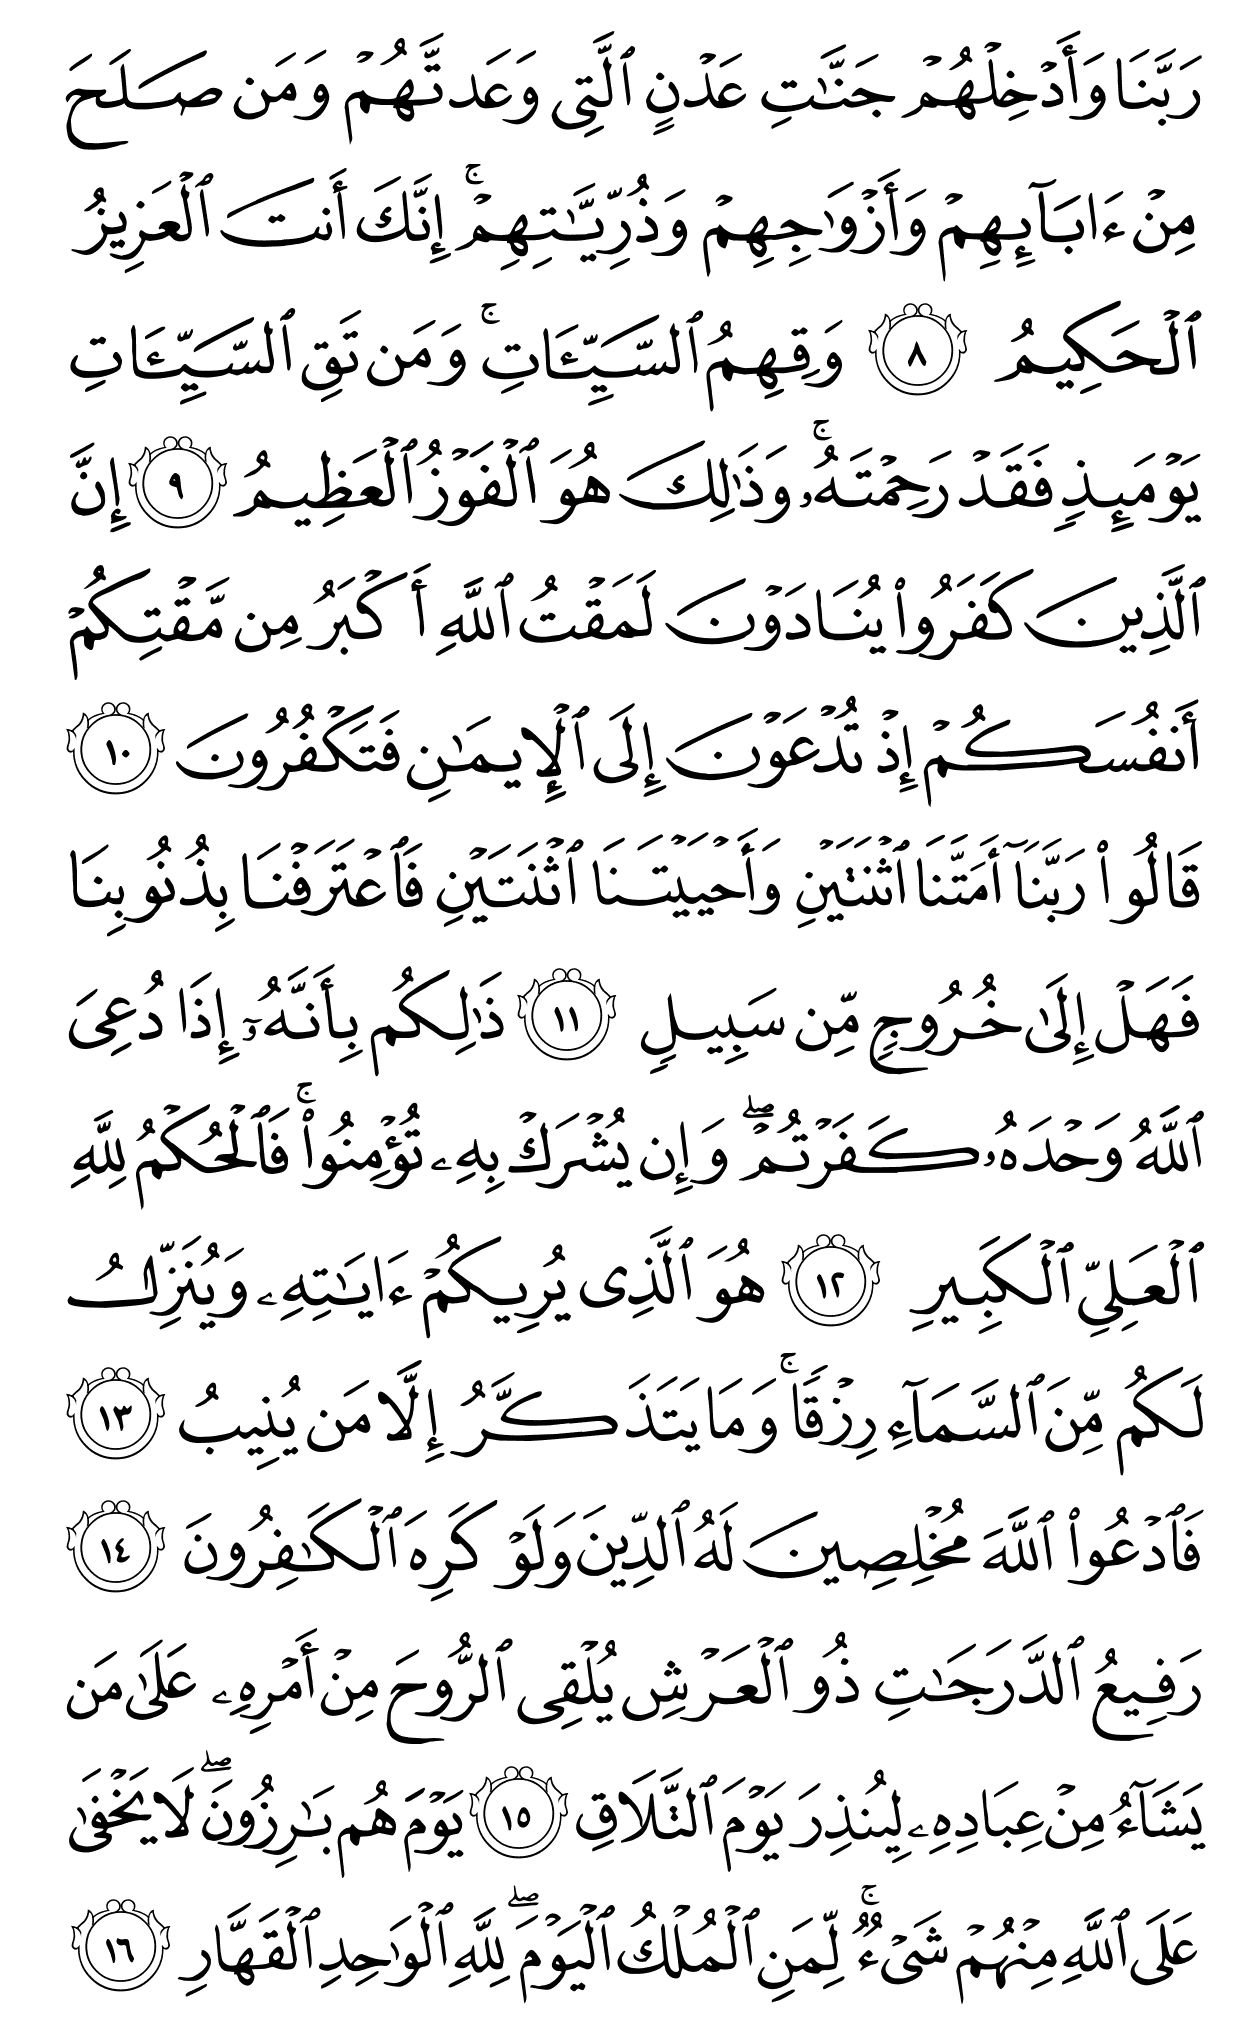 رَبَّنَا وَأَدْخِلْهُمْ جَنَّـٰتِ عَدْنٍ ٱلَّتِى وَعَدتَّهُمْ وَمَن صَلَحَ
مِنْ ءَابَآئِهِمْ وَأَزْوَٰجِهِمْ وَذُرِّيَّـٰتِهِمْ ۚ إِنَّكَ أَنتَ ٱلْعَزِيزُ
ٱلْحَكِيمُ ٨ وَقِهِمُ ٱلسَّيِّـَٔاتِ ۚ وَمَن تَقِ ٱلسَّيِّـَٔاتِ
يَوْمَئِذٍ فَقَدْ رَحِمْتَهُۥ ۚ وَذَٰلِكَ هُوَ ٱلْفَوْزُ ٱلْعَظِيمُ ٩ إِنَّ
ٱلَّذِينَ كَفَرُوا۟ يُنَادَوْنَ لَمَقْتُ ٱللَّهِ أَكْبَرُ مِن مَّقْتِكُمْ
أَنفُسَكُمْ إِذْ تُدْعَوْنَ إِلَى ٱلْإِيمَـٰنِ فَتَكْفُرُونَ ١٠
قَالُوا۟ رَبَّنَآ أَمَتَّنَا ٱثْنَتَيْنِ وَأَحْيَيْتَنَا ٱثْنَتَيْنِ فَٱعْتَرَفْنَا بِذُنُوبِنَا
فَهَلْ إِلَىٰ خُرُوجٍ مِّن سَبِيلٍ ١١ ذَٰلِكُم بِأَنَّهُۥٓ إِذَا دُعِىَ
ٱللَّهُ وَحْدَهُۥ كَفَرْتُمْ ۖ وَإِن يُشْرَكْ بِهِۦ تُؤْمِنُوا۟ ۚ فَٱلْحُكْمُ لِلَّهِ
ٱلْعَلِىِّ ٱلْكَبِيرِ ١٢ هُوَ ٱلَّذِى يُرِيكُمْ ءَايَـٰتِهِۦ وَيُنَزِّلُ
لَكُم مِّنَ ٱلسَّمَآءِ رِزْقًا ۚ وَمَا يَتَذَكَّرُ إِلَّا مَن يُنِيبُ ١٣
فَٱدْعُوا۟ ٱللَّهَ مُخْلِصِينَ لَهُ ٱلدِّينَ وَلَوْ كَرِهَ ٱلْكَـٰفِرُونَ ١٤
رَفِيعُ ٱلدَّرَجَـٰتِ ذُو ٱلْعَرْشِ يُلْقِى ٱلرُّوحَ مِنْ أَمْرِهِۦ عَلَىٰ مَن
يَشَآءُ مِنْ عِبَادِهِۦ لِيُنذِرَ يَوْمَ ٱلتَّلَاقِ ١٥ يَوْمَ هُم بَـٰرِزُونَ ۖ لَا يَخْفَىٰ
عَلَى ٱللَّهِ مِنْهُمْ شَىْءٌ ۚ لِّمَنِ ٱلْمُلْكُ ٱلْيَوْمَ ۖ لِلَّهِ ٱلْوَٰحِدِ ٱلْقَهَّارِ ١٦